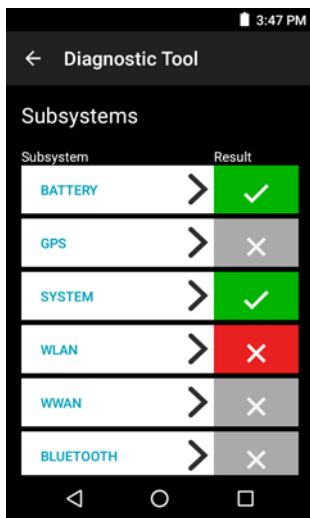 3:47 PM
Diagnostic Tool
Subsystems
Subsystem Result
BATTERY
GPS
SYSTEM
WLAN
WWAN
BLUETOOTH